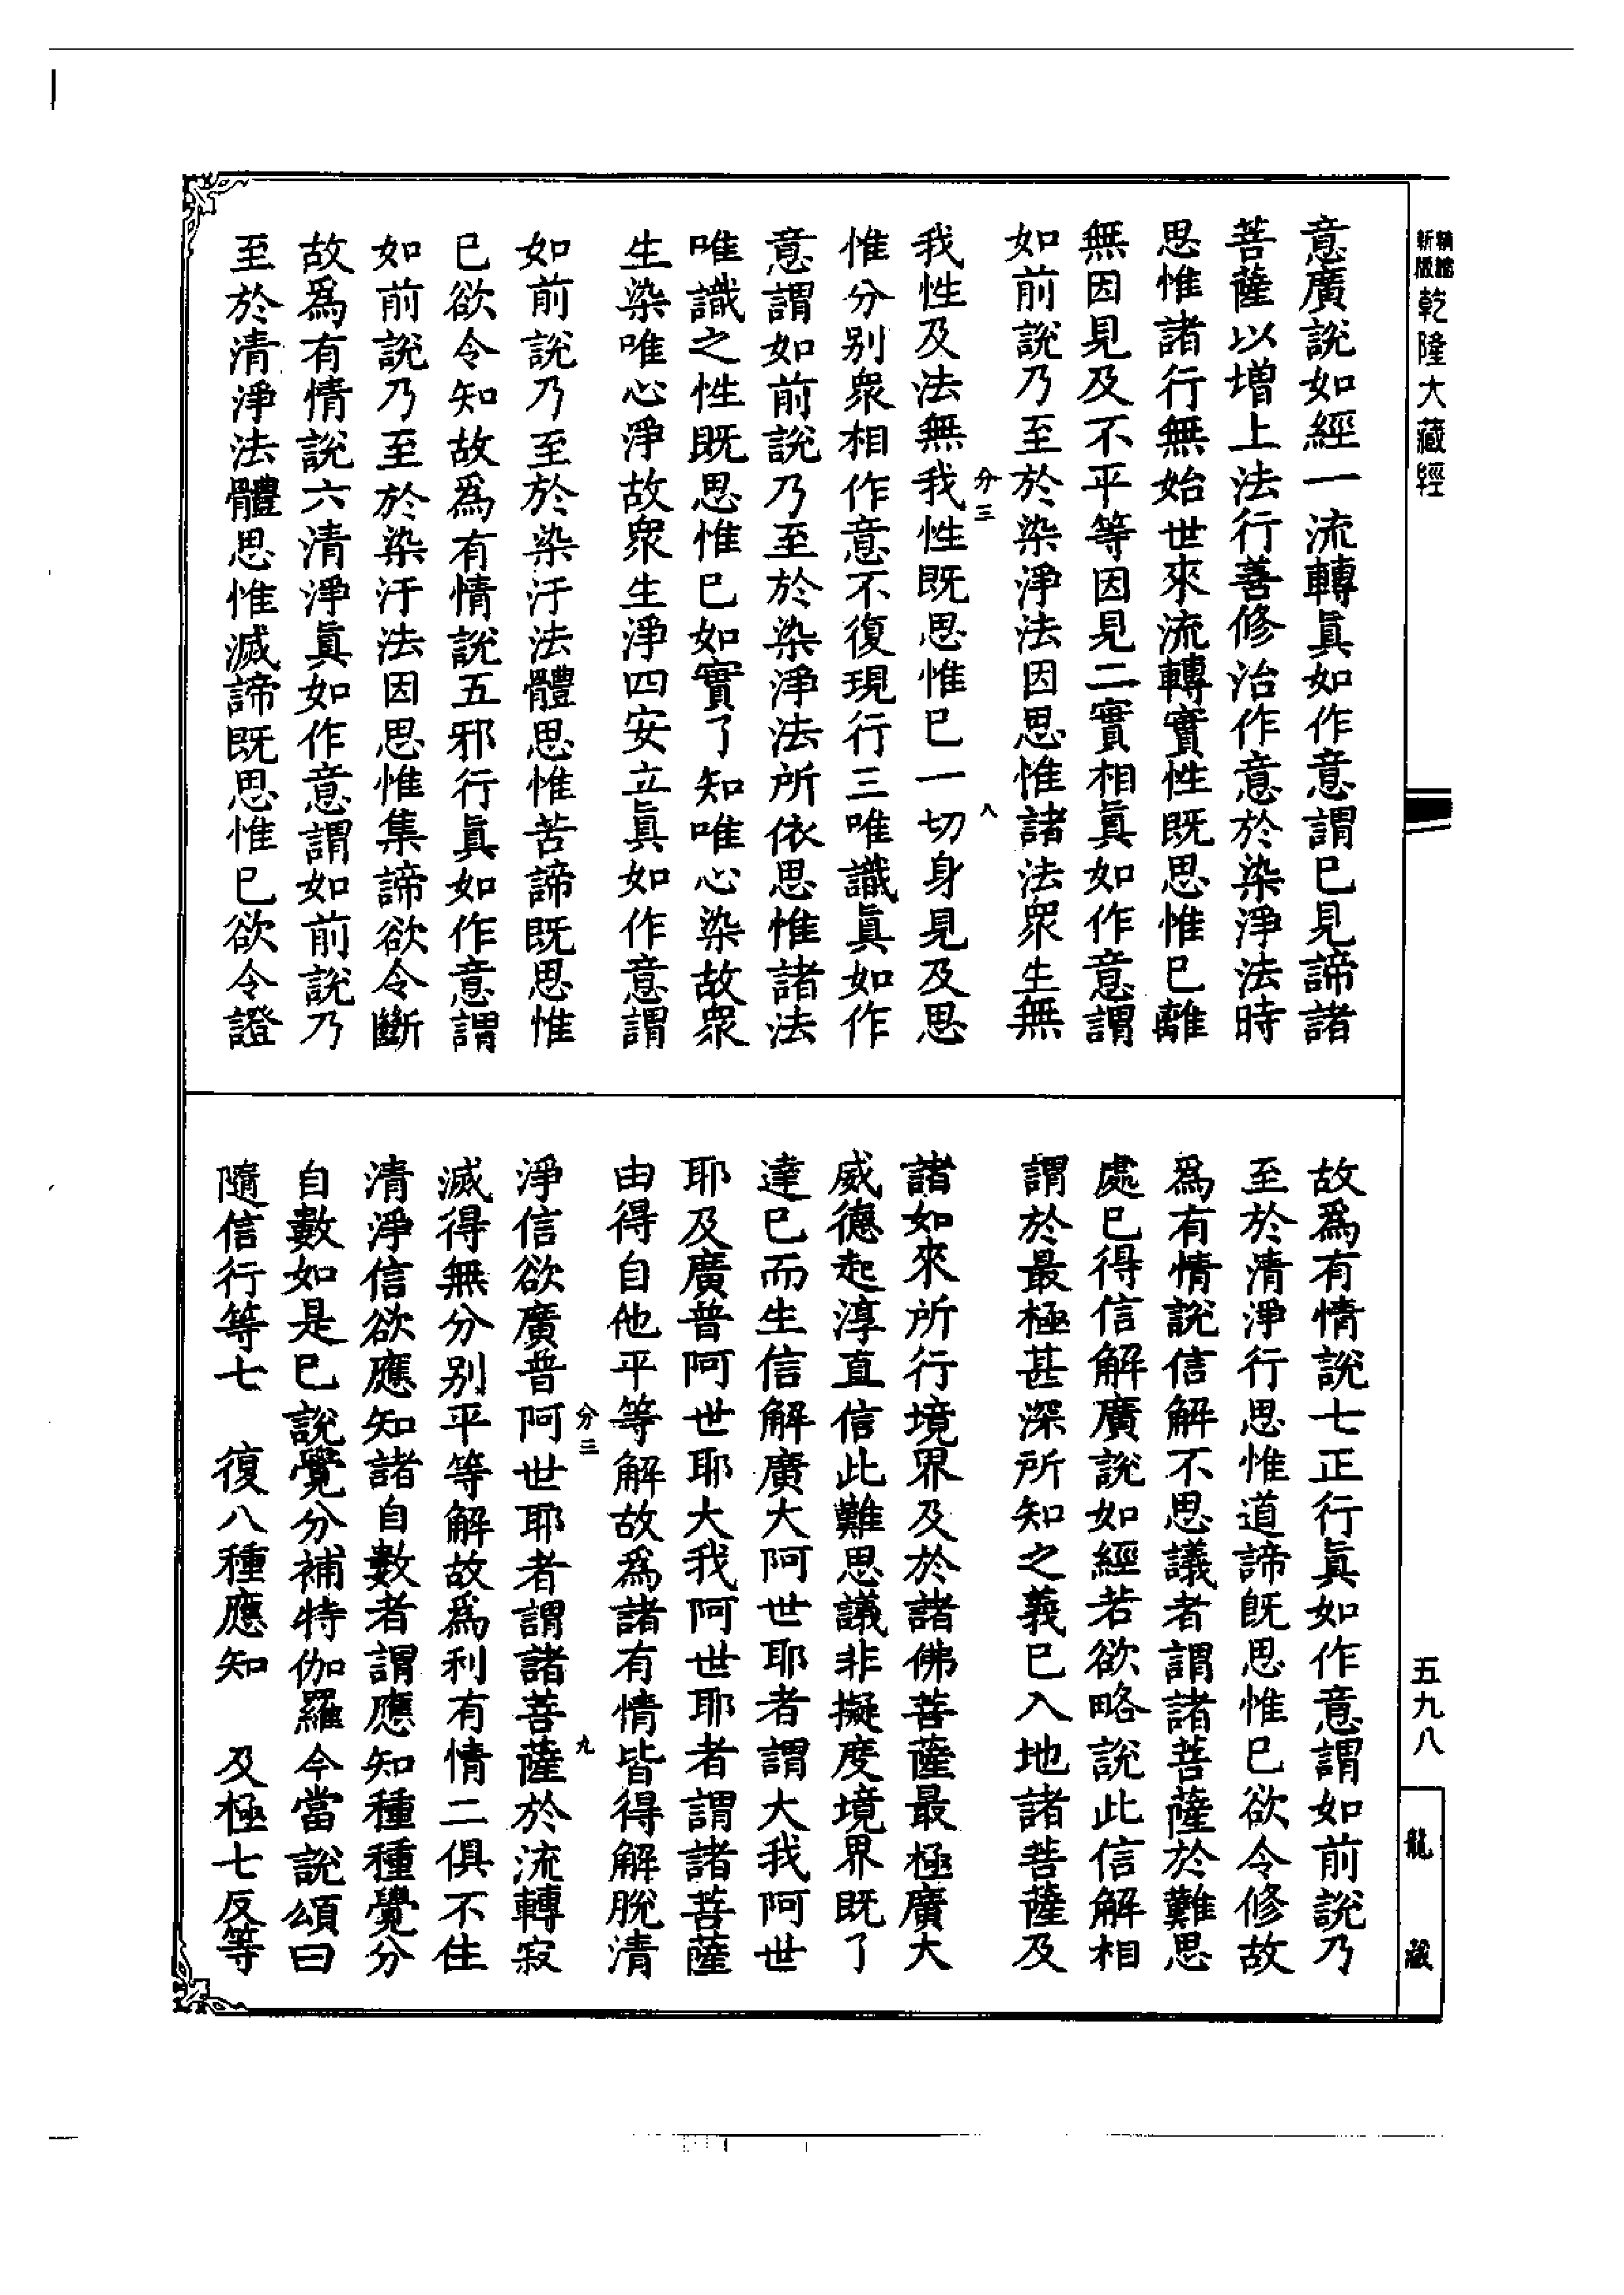 新版
精縮
乾隆大藏經
五九八
龍藏
意廣說如經一流轉眞如作意謂巳見諦諸
菩薩以增上法行善修治作意於染淨法時
思惟諸行無始世來流轉實性既思惟巳離
無因見及不平等因見二實相眞如作意謂
如前說乃至於染淨法因思惟諸法衆生無
分三
八
我性及法無我性既思惟巳一切身見及思
惟分別衆相作意不復現行三唯識眞如作
意謂如前說乃至於染淨法所依思惟諸法
唯識之性既思惟巳如實了知唯心染故衆
生染唯心淨故衆生淨四安立眞如作意謂
如前說乃至於染汙法體思惟苦諦既思惟
巳欲令知故爲有情說五邪行眞如作意謂
如前說乃至於染汙法因思惟集諦欲令斷
故爲有情說六清淨眞如作意謂如前說乃
至於清淨法體思惟滅諦既思惟巳欲令證
故爲有情說七正行眞如作意謂如前說乃
至於清淨行思惟道諦旣思惟巳欲令修故
爲有情說信解不思議者謂諸菩薩於難思
處巳得信解廣說如經若欲略說此信解相
謂於最極甚深所知之義巳入地諸菩薩及
諸如來所行境界及於諸佛菩薩最極廣大
威德起淳直信此難思議非擬度境界既了
達巳而生信解廣大阿世耶者謂大我阿世
耶及廣普阿世耶大我阿世耶者謂諸菩薩
由得自他平等解故爲諸有情皆得解脫清
分三
九
淨信欲廣普阿世耶者謂諸菩薩於流轉寂
滅得無分別平等解故爲利有情二俱不住
清淨信欲應知諸自數者謂應知種種覺分
自數如是巳說覺分補特伽羅今當說頌曰
隨信行等七　復八種應知　及極七反等